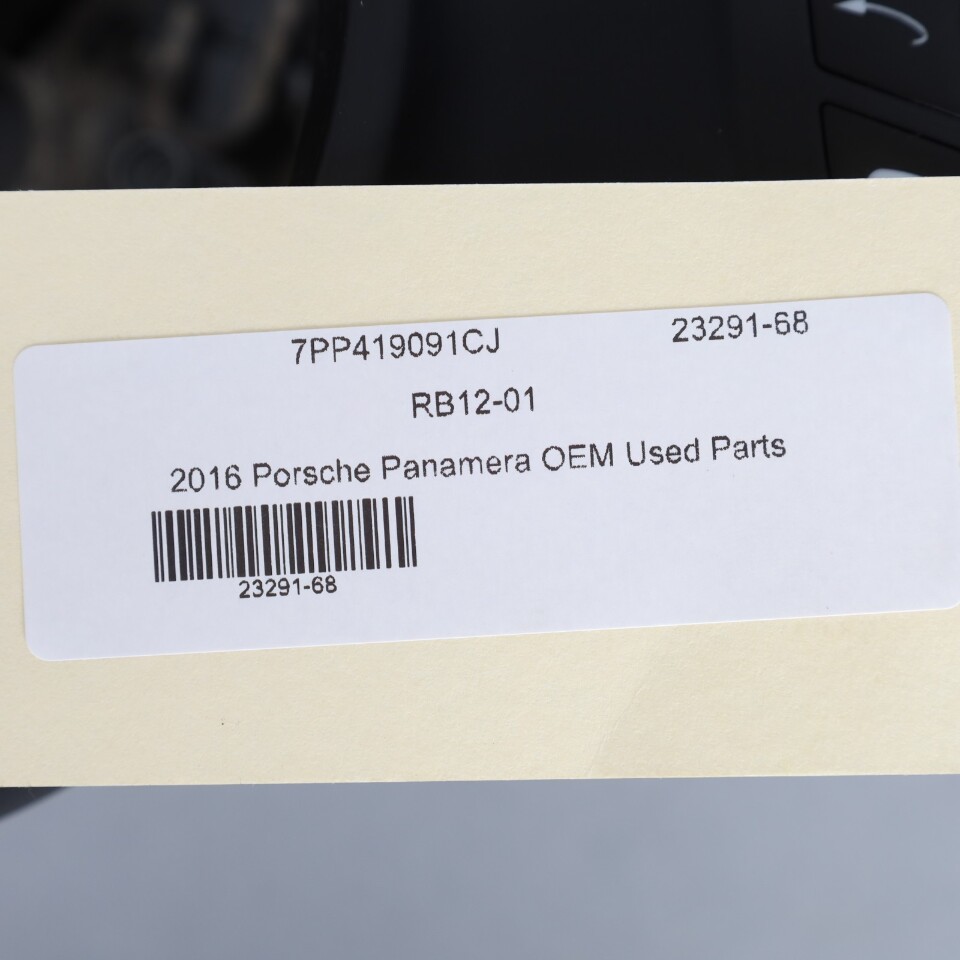 7PP419091CJ 23291-68
RB12-01
2016 Porsche Panamera OEM Used Parts
23291-68